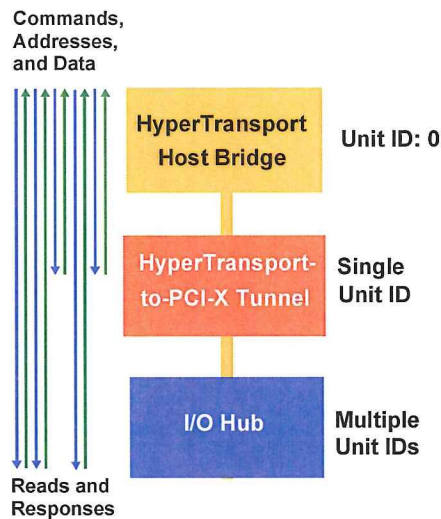 Commands,
Addresses,
and Data
HyperTransport
Host Bridge
Unit ID: 0
HyperTransport-
to-PCI-X Tunnel
Single
Unit ID
I/O Hub
Multiple
Unit IDs
Reads and
Responses